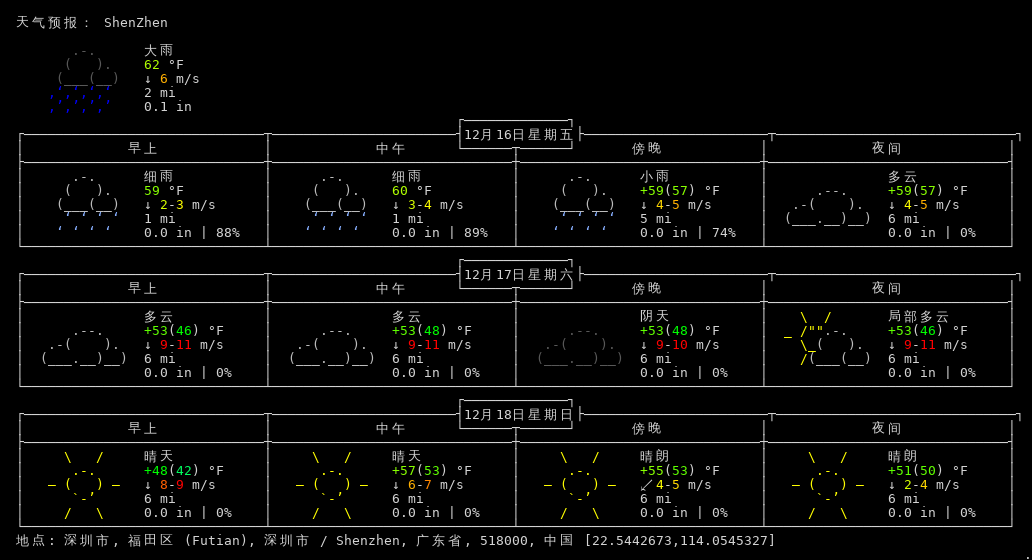 天气预报： ShenZhen
大雨
62 °F
↓ 6 m/s
2 mi
0.1 in
12月16日星期五
早上 中午 傍晚 夜间
细雨 细雨 小雨 多云
59 °F 60 °F +59(57) °F +59(57) °F
↓ 2-3 m/s ↓ 3-4 m/s ↓ 4-5 m/s ↓ 4-5 m/s
1 mi 1 mi 5 mi 6 mi
0.0 in | 88% 0.0 in | 89% 0.0 in | 74% 0.0 in | 0%
12月17日星期六
早上 中午 傍晚 夜间
多云 多云 阴天 局部多云
+53(46) °F +53(48) °F +53(48) °F +53(46) °F
↓ 9-11 m/s ↓ 9-11 m/s ↓ 9-10 m/s ↓ 9-11 m/s
6 mi 6 mi 6 mi 6 mi
0.0 in | 0% 0.0 in | 0% 0.0 in | 0% 0.0 in | 0%
12月18日星期日
早上 中午 傍晚 夜间
晴天 晴天 晴朗 晴朗
+48(42) °F +57(53) °F +55(53) °F +51(50) °F
↓ 8-9 m/s ↓ 6-7 m/s ↙ 4-5 m/s ↓ 2-4 m/s
6 mi 6 mi 6 mi 6 mi
0.0 in | 0% 0.0 in | 0% 0.0 in | 0% 0.0 in | 0%
地点: 深圳市, 福田区 (Futian), 深圳市 / Shenzhen, 广东省, 518000, 中国 [22.5442673,114.0545327]